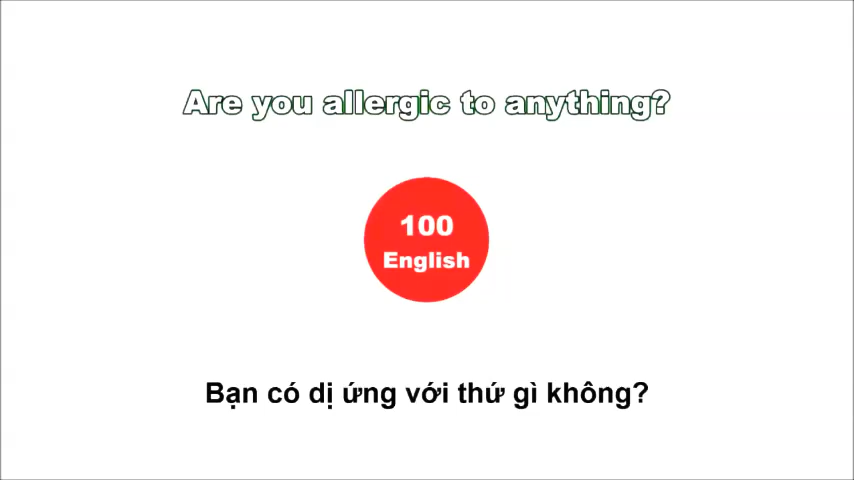 Are you allergic to anything?
100
English
Bạn có dị ứng với thứ gì không?